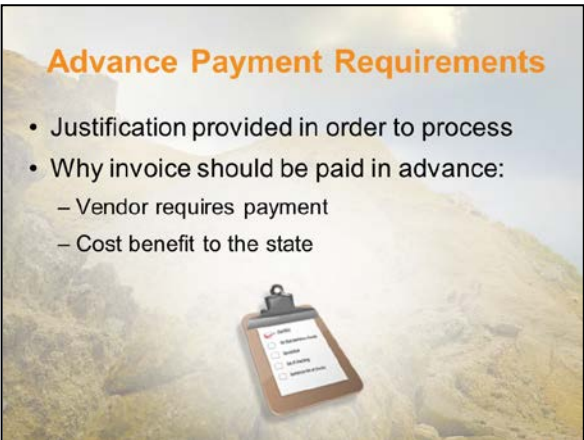 Advance Payment Requirements
• Justification provided in order to process
• Why invoice should be paid in advance:
– Vendor requires payment
– Cost benefit to the state